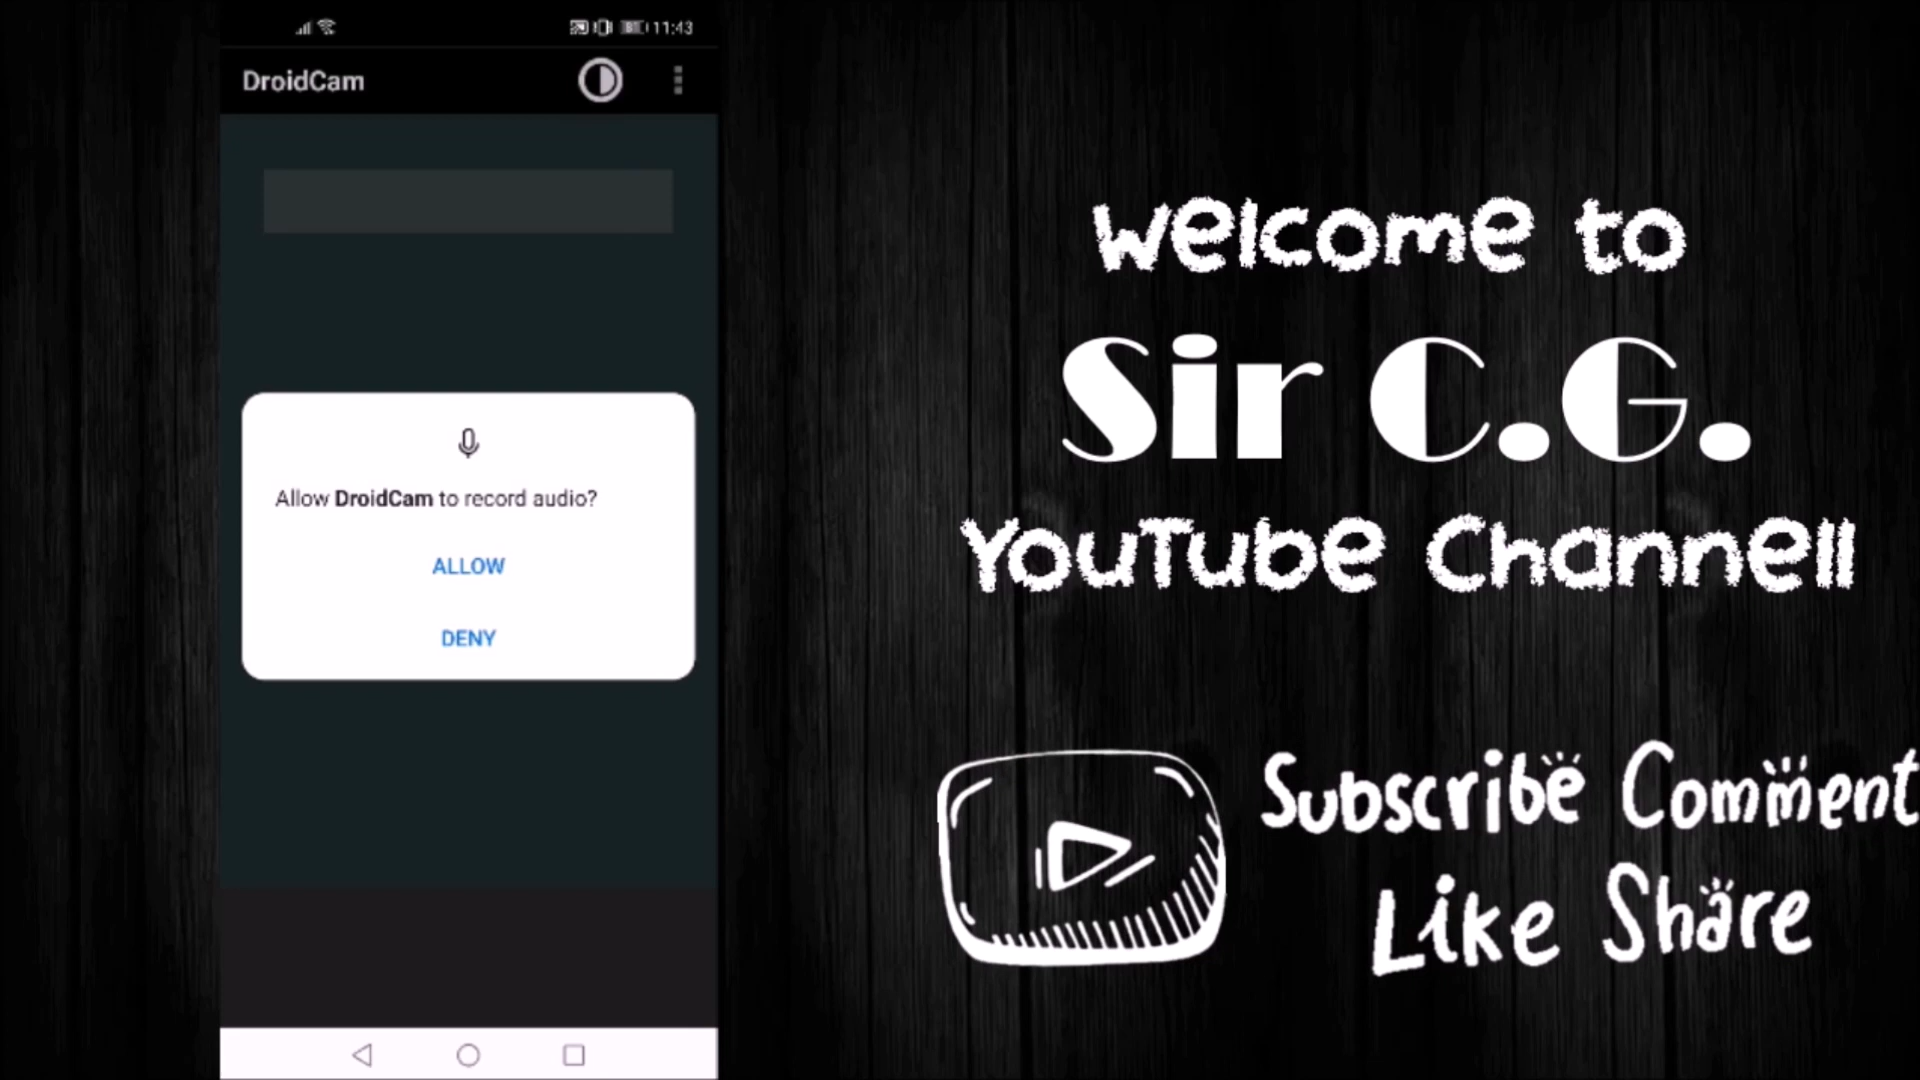 11:43
DroidCam
Allow DroidCam to record audio?
ALLOW
DENY
Welcome to
Sir C.G.
YouTube Channell
Subscribe Comment
Like Share